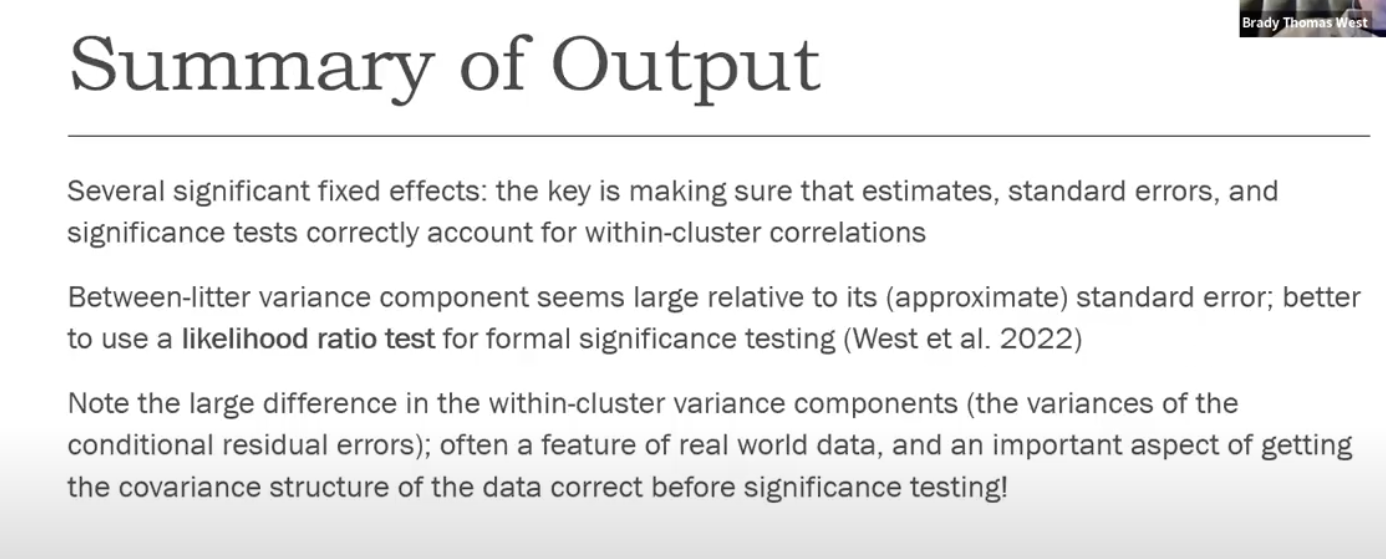 Brady Thomas West
Summary of Output
Several significant fixed effects: the key is making sure that estimates, standard errors, and
significance tests correctly account for within-cluster correlations
Between-litter variance component seems large relative to its (approximate) standard error; better
to use a likelihood ratio test for formal significance testing (West et al. 2022)
Note the large difference in the within-cluster variance components (the variances of the
conditional residual errors); often a feature of real world data, and an important aspect of getting
the covariance structure of the data correct before significance testing!